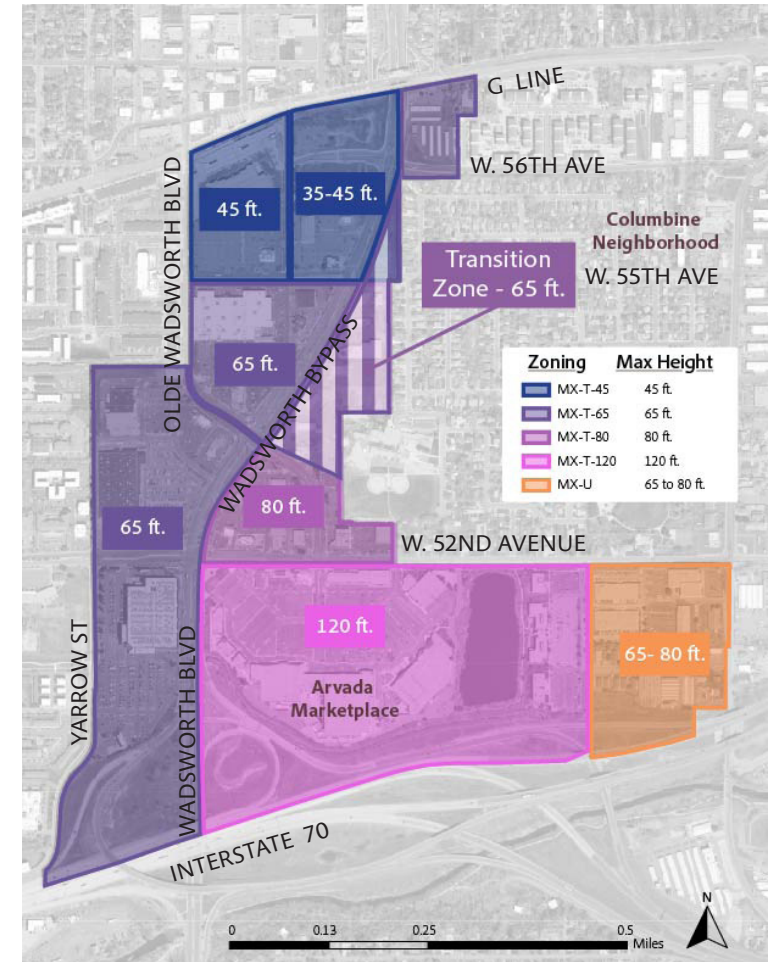 G LINE
W. 56TH AVE
OLDE WADSWORTH BLVD
45 ft.
35-45 ft.
Columbine
Neighborhood
W. 55TH AVE
Transition
Zone - 65 ft.
65 ft.
WADSWORTH BYPASS
Zoning Max Height
MX-T-45 45 ft.
MX-T-65 65 ft.
MX-T-80 80 ft.
MX-T-120 120 ft.
MX-U 65 to 80 ft.
80 ft.
65 ft.
W. 52ND AVENUE
120 ft.
65- 80 ft.
YARROW ST
WADSWORTH BLVD
Arvada
Marketplace
INTERSTATE 70
N
0 0.13 0.25 0.5
Miles